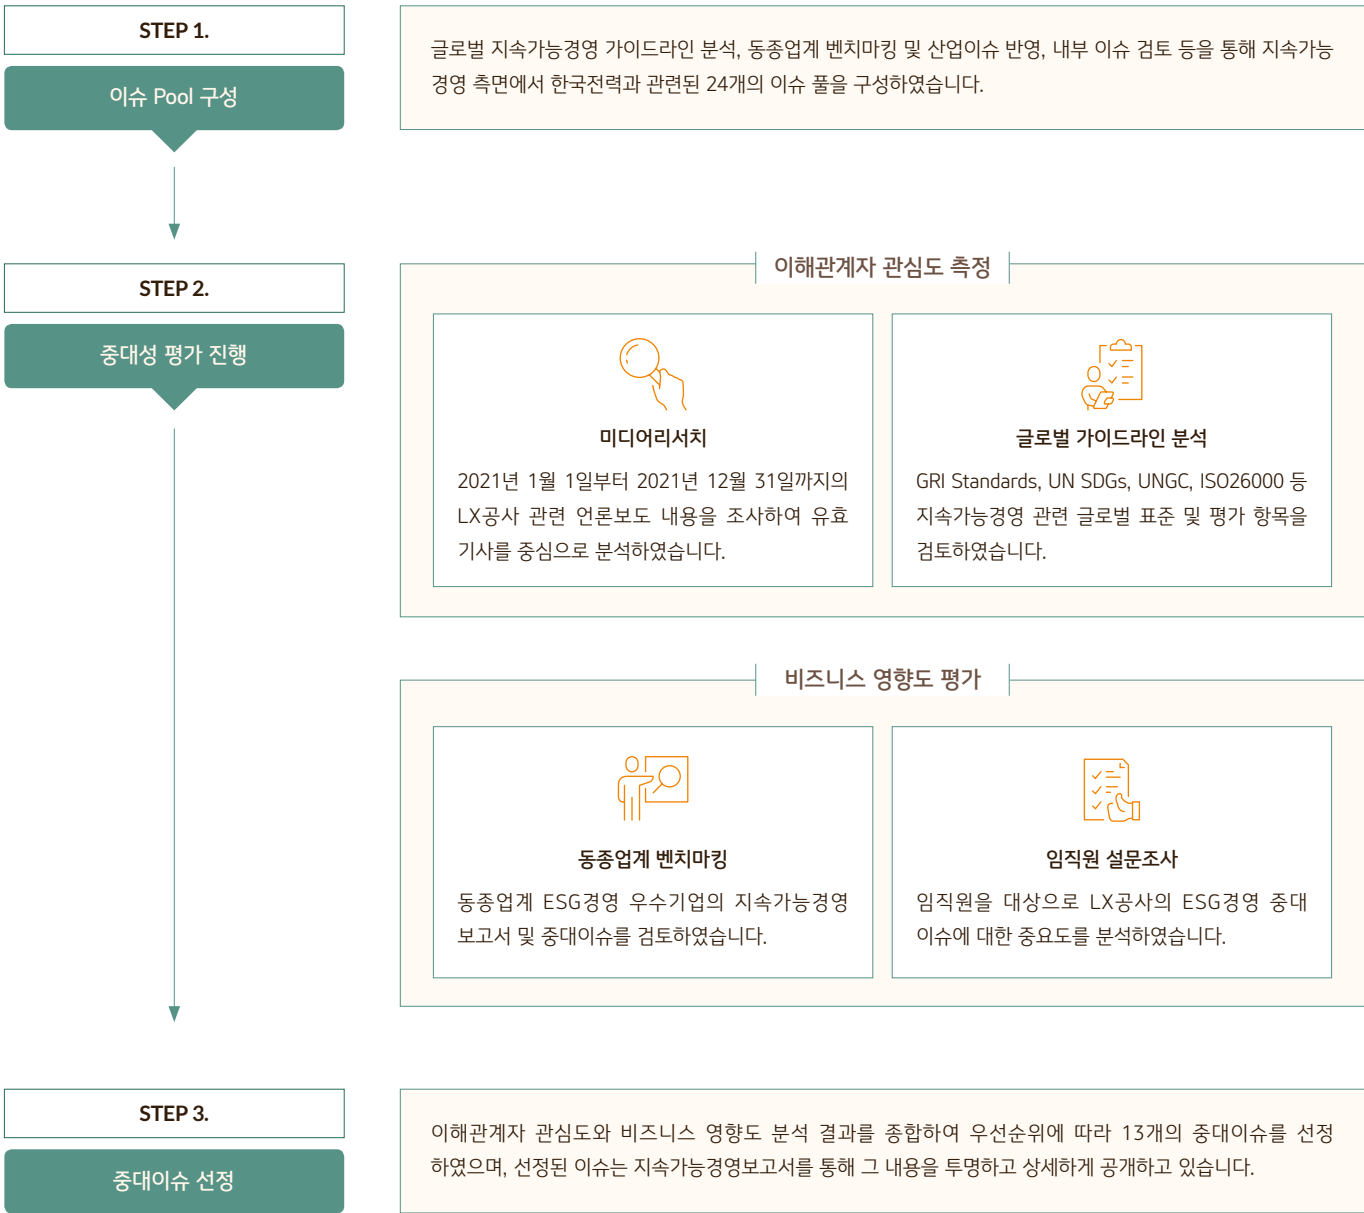 STEP 1.
이슈 Pool 구성
글로벌 지속가능경영 가이드라인 분석, 동종업계 벤치마킹 및 산업이슈 반영, 내부 이슈 검토 등을 통해 지속가능
경영 측면에서 한국전력과 관련된 24개의 이슈 풀을 구성하였습니다.
STEP 2.
중대성 평가 진행
이해관계자 관심도 측정
미디어리서치
2021년 1월 1일부터 2021년 12월 31일까지의
LX공사 관련 언론보도 내용을 조사하여 유효
기사를 중심으로 분석하였습니다.
글로벌 가이드라인 분석
GRI Standards, UN SDGs, UNGC, ISO26000 등
지속가능경영 관련 글로벌 표준 및 평가 항목을
검토하였습니다.
비즈니스 영향도 평가
동종업계 벤치마킹
동종업계 ESG경영 우수기업의 지속가능경영
보고서 및 중대이슈를 검토하였습니다.
임직원 설문조사
임직원을 대상으로 LX공사의 ESG경영 중대
이슈에 대한 중요도를 분석하였습니다.
STEP 3.
중대이슈 선정
이해관계자 관심도와 비즈니스 영향도 분석 결과를 종합하여 우선순위에 따라 13개의 중대이슈를 선정
하였으며, 선정된 이슈는 지속가능경영보고서를 통해 그 내용을 투명하고 상세하게 공개하고 있습니다.